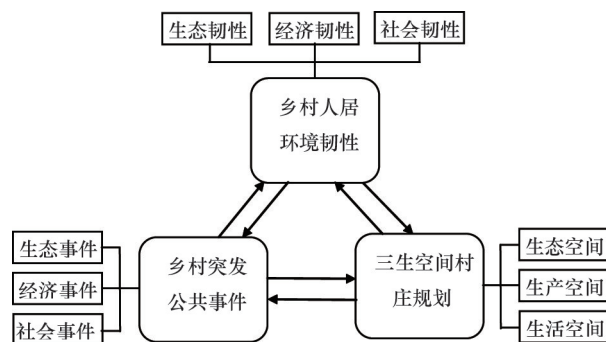 生态韧性 经济韧性 社会韧性
乡村人居
环境韧性
生态事件
经济事件
社会事件
乡村突发
公共事件
三生空间村
庄规划
生态空间
生产空间
生活空间